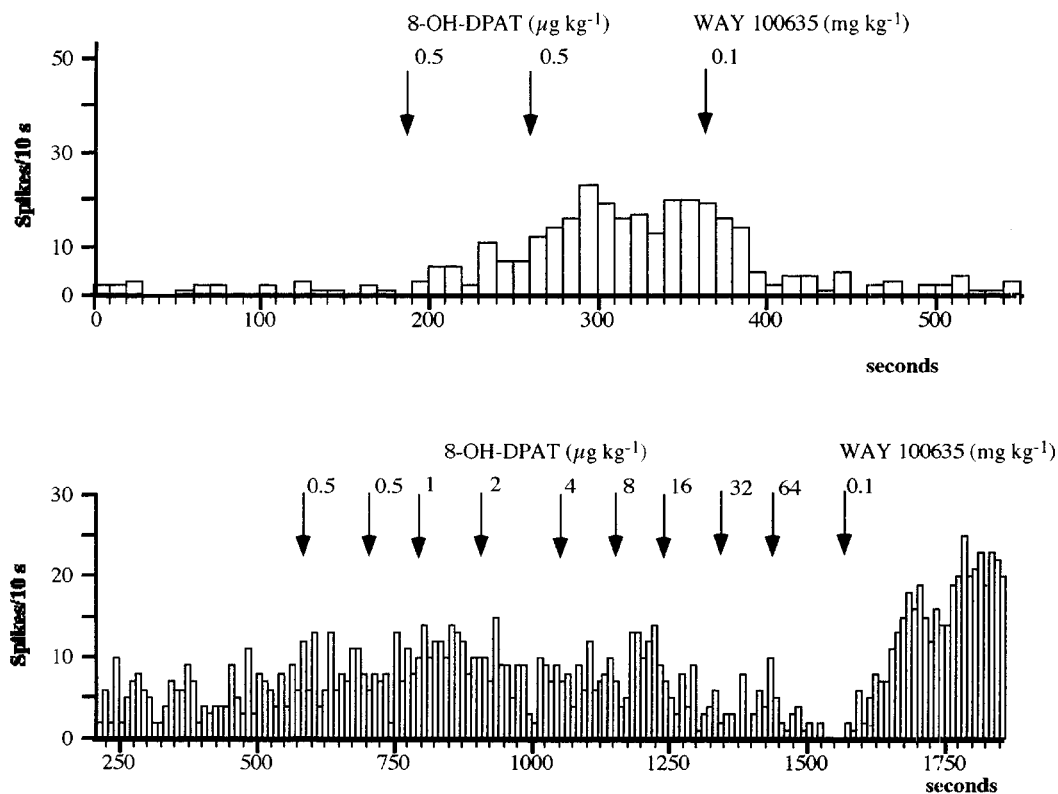 8-OH-DPAT (µg kg-1) WAY 100635 (mg kg-1)
0.5 0.5 0.1
Spikes/10 s
50
30
10
0
0 100 200 300 400 500
seconds
8-OH-DPAT (µg kg-1) WAY 100635 (mg kg-1)
0.5 0.5 1 2 4 8 16 32 64 0.1
Spikes/10 s
30
20
10
0
250 500 750 1000 1250 1500 1750
seconds